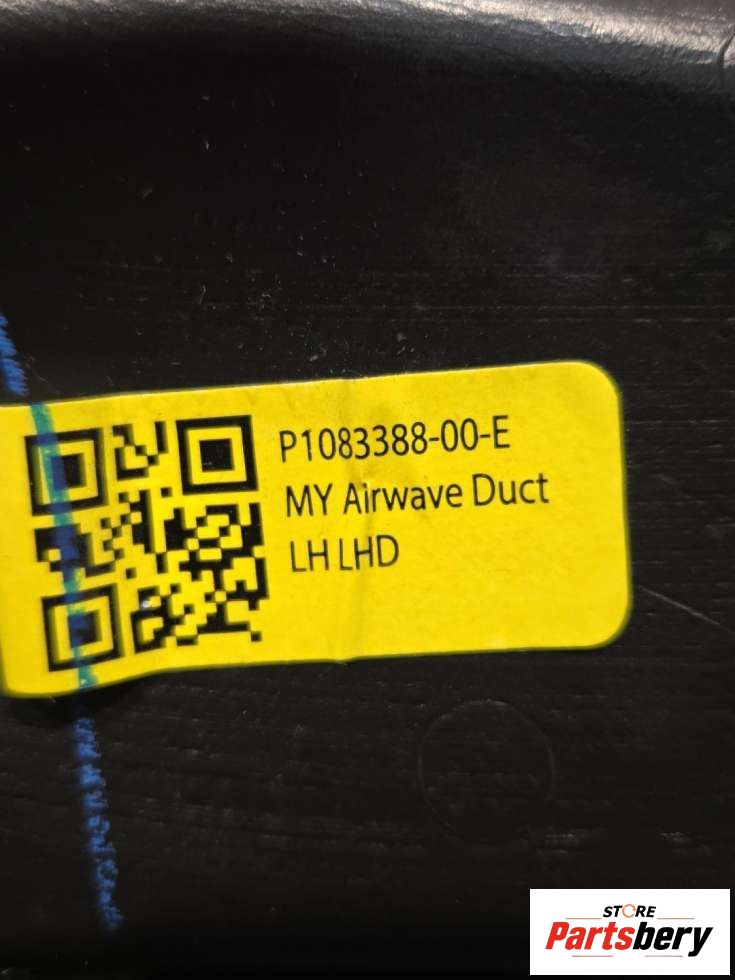 P1083388-00-E
MY Airwave Duct
LH LHD
STORE
Partsbery